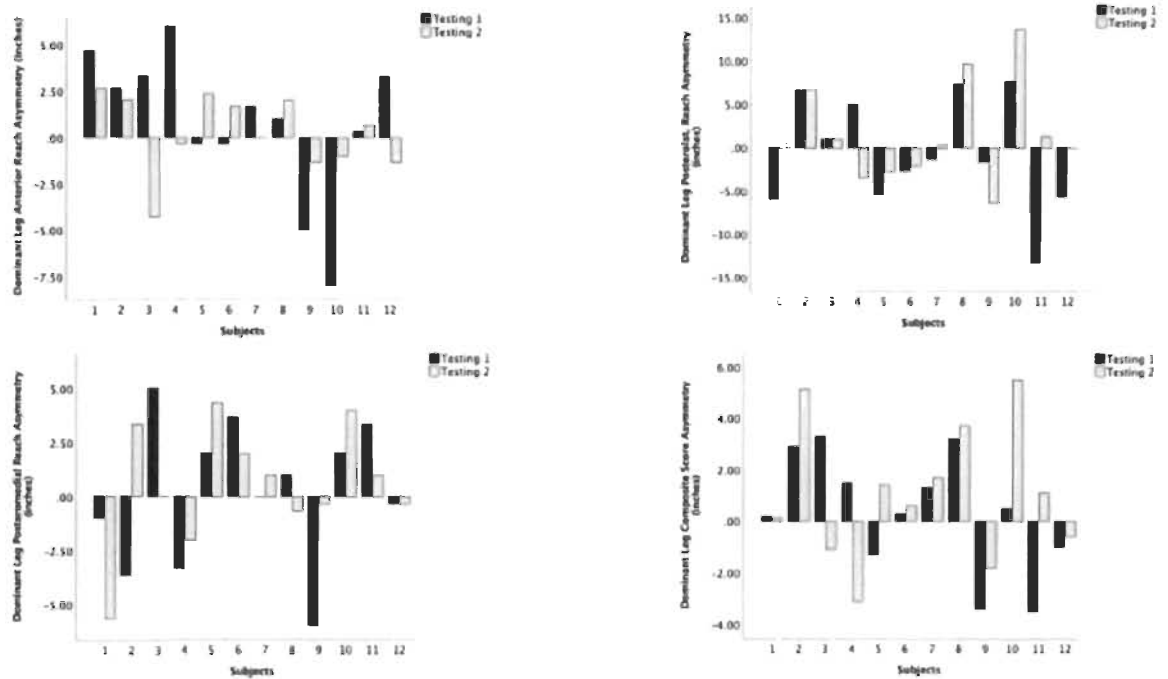 Testing 1
Testing 2
Dominant Leg Anterior Reach Asymmetry (inches)
5.00
2.50
.00
-2.50
-5.00
-7.50
1 2 3 4 5 6 7 8 9 10 11 12
Subjects
Testing 1
Testing 2
Dominant Leg Posterolat. Reach Asymmetry
(inches)
15.00
10.00
5.00
.00
-5.00
-10.00
-15.00
4 5 6 7 8 9 10 11 12
Subjects
Testing 1
Testing 2
Dominant Leg Posteromedial Reach Asymmetry
(inches)
5.00
2.50
.00
-2.50
-5.00
1 2 3 4 5 6 7 8 9 10 11 12
Subjects
Testing 1
Testing 2
Dominant Leg Composite Score Asymmetry
(inches)
6.00
4.00
2.00
.00
-2.00
-4.00
1 2 3 4 5 6 7 8 9 10 11 12
Subjects